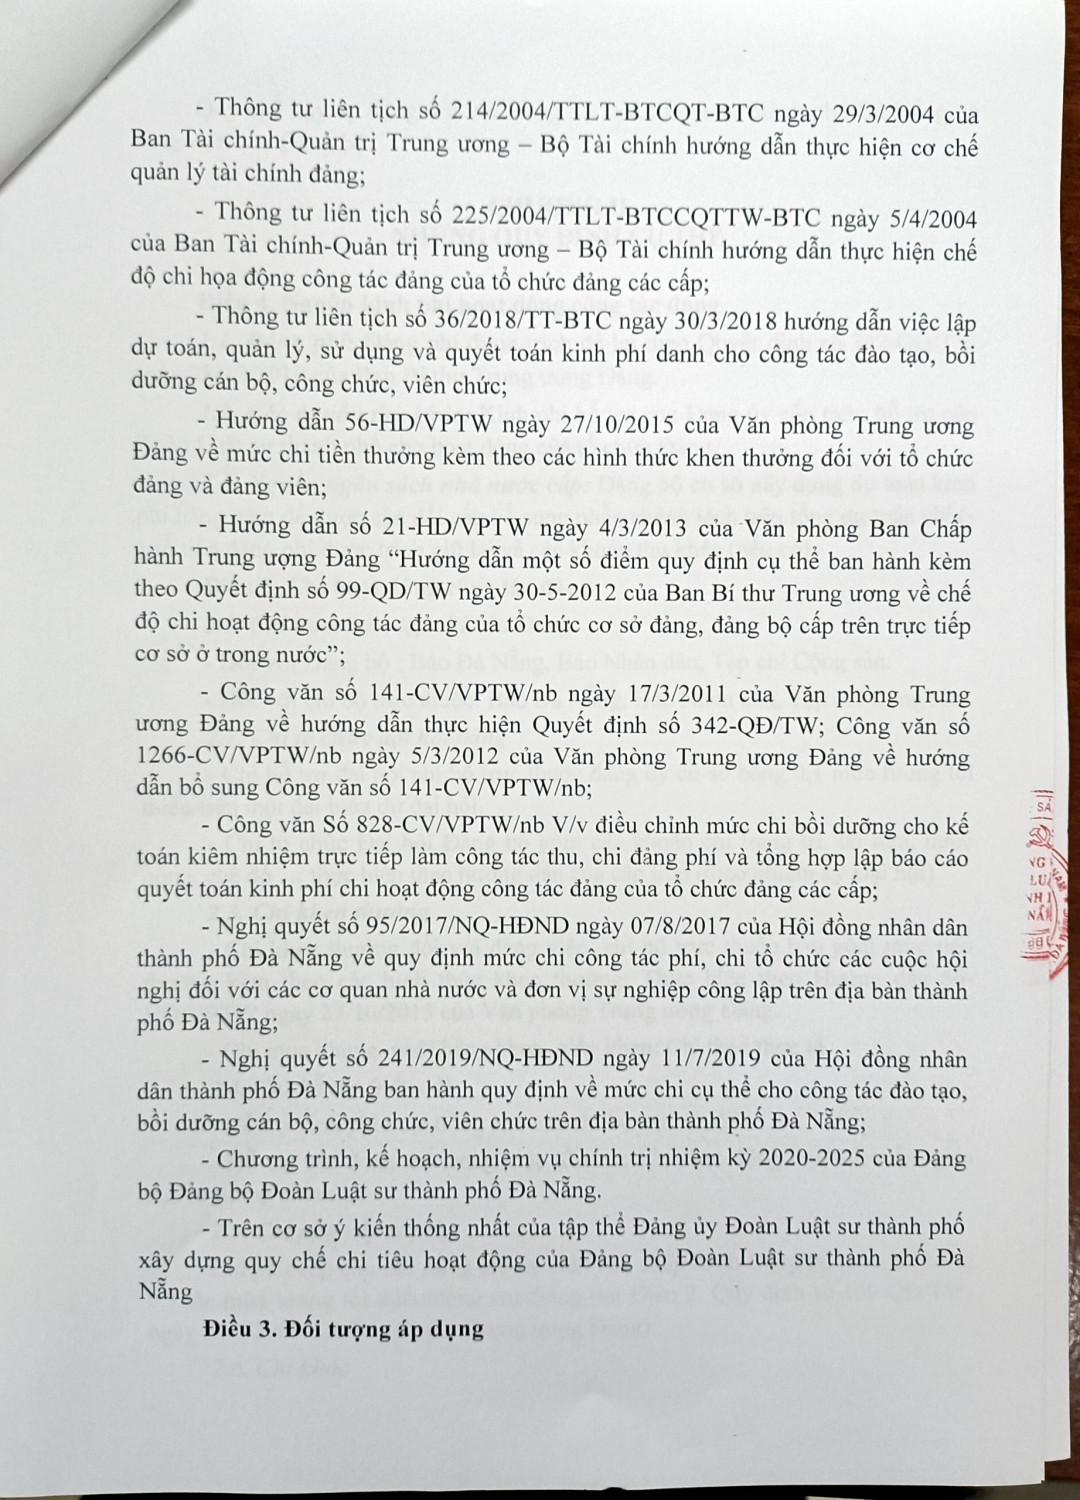 - Thông tư liên tịch số 214/2004/TTLT-BTCQT-BTC ngày 29/3/2004 của
Ban Tài chính-Quản trị Trung ương – Bộ Tài chính hướng dẫn thực hiện cơ chế
quản lý tài chính đảng;
- Thông tư liên tịch số 225/2004/TTLT-BTCCQTTW-BTC ngày 5/4/2004
của Ban Tài chính-Quản trị Trung ương – Bộ Tài chính hướng dẫn thực hiện chế
độ chi họa động công tác đảng của tổ chức đảng các cấp;
- Thông tư liên tịch số 36/2018/TT-BTC ngày 30/3/2018 hướng dẫn việc lập
dự toán, quản lý, sử dụng và quyết toán kinh phí danh cho công tác đào tạo, bồi
dưỡng cán bộ, công chức, viên chức;
- Hướng dẫn 56-HD/VPTW ngày 27/10/2015 của Văn phòng Trung ương
Đảng về mức chi tiền thưởng kèm theo các hình thức khen thưởng đối với tổ chức
đảng và đảng viên;
- Hướng dẫn số 21-HD/VPTW ngày 4/3/2013 của Văn phòng Ban Chấp
hành Trung ượng Đảng “Hướng dẫn một số điểm quy định cụ thể ban hành kèm
theo Quyết định số 99-QD/TW ngày 30-5-2012 của Ban Bí thư Trung ương về chế
độ chi hoạt động công tác đảng của tổ chức cơ sở đảng, đảng bộ cấp trên trực tiếp
cơ sở ở trong nước”;
- Công văn số 141-CV/VPTW/nb ngày 17/3/2011 của Văn phòng Trung
ương Đảng về hướng dẫn thực hiện Quyết định số 342-QĐ/TW; Công văn số
1266-CV/VPTW/nb ngày 5/3/2012 của Văn phòng Trung ương Đảng về hướng
dẫn bổ sung Công văn số 141-CV/VPTW/nb;
- Công văn Số 828-CV/VPTW/nb V/v điều chỉnh mức chi bồi dưỡng cho kế
toán kiêm nhiệm trực tiếp làm công tác thu, chi đảng phí và tổng hợp lập báo cáo
quyết toán kinh phí chi hoạt động công tác đảng của tổ chức đảng các cấp;
- Nghị quyết số 95/2017/NQ-HĐND ngày 07/8/2017 của Hội đồng nhân dân
thành phố Đà Nẵng về quy định mức chi công tác phí, chi tổ chức các cuộc hội
nghị đối với các cơ quan nhà nước và đơn vị sự nghiệp công lập trên địa bàn thành
phố Đà Nẵng;
- Nghị quyết số 241/2019/NQ-HĐND ngày 11/7/2019 của Hội đồng nhân
dân thành phố Đà Nẵng ban hành quy định về mức chi cụ thể cho công tác đào tạo,
bồi dưỡng cán bộ, công chức, viên chức trên địa bàn thành phố Đà Nẵng;
- Chương trình, kế hoạch, nhiệm vụ chính trị nhiệm kỳ 2020-2025 của Đảng
bộ Đảng bộ Đoàn Luật sư thành phố Đà Nẵng.
- Trên cơ sở ý kiến thống nhất của tập thể Đảng ủy Đoàn Luật sư thành phố
xây dựng quy chế chi tiêu hoạt động của Đảng bộ Đoàn Luật sư thành phố Đà
Nẵng
Điều 3. Đối tượng áp dụng